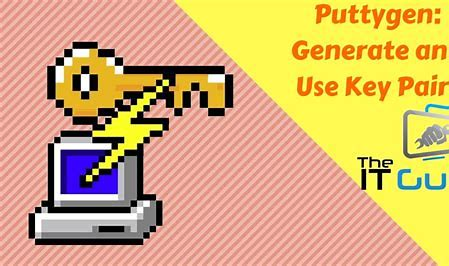 Puttygen:
Generate an
Use Key Pair
The
IT Gu